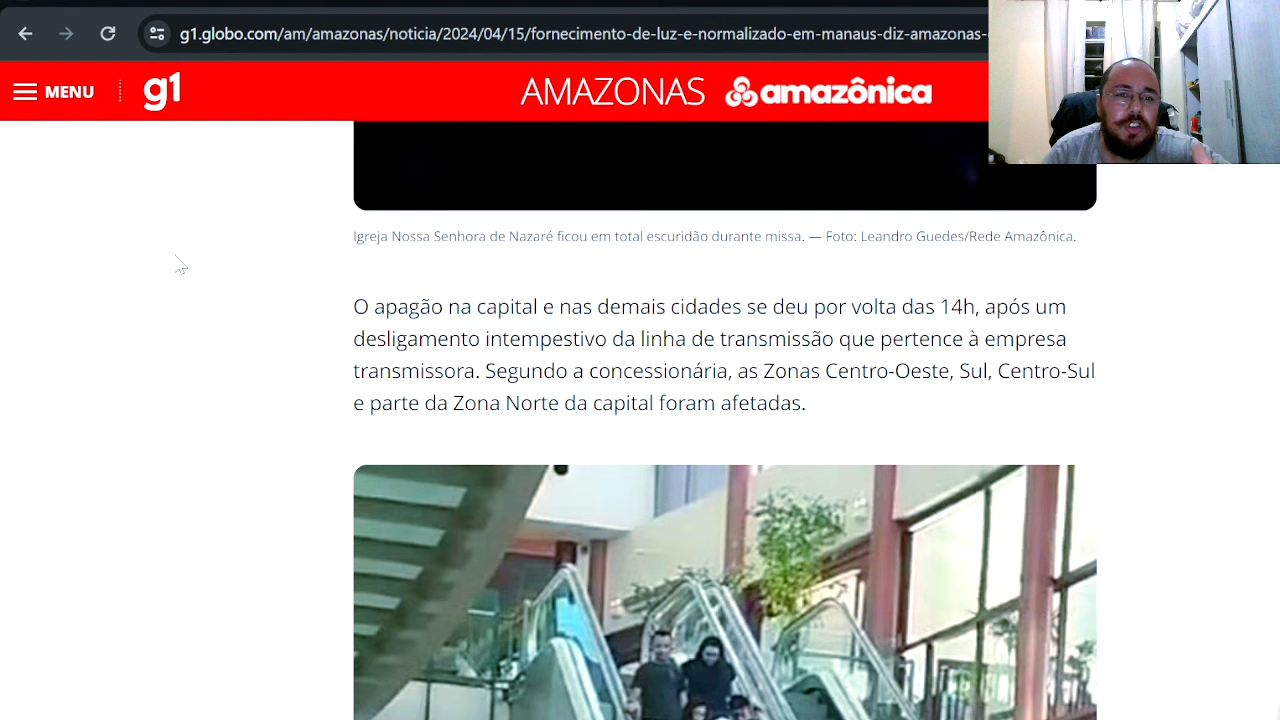 g1.globo.com/am/amazonas/noticia/2024/04/15/fornecimento-de-luz-e-normalizado-em-manaus-diz-amazonas-
MENU
g1
AMAZONAS amazônica
Igreja Nossa Senhora de Nazaré ficou em total escuridão durante missa. — Foto: Leandro Guedes/Rede Amazônica.
O apagão na capital e nas demais cidades se deu por volta das 14h, após um
desligamento intempestivo da linha de transmissão que pertence à empresa
transmissora. Segundo a concessionária, as Zonas Centro-Oeste, Sul, Centro-Sul
e parte da Zona Norte da capital foram afetadas.